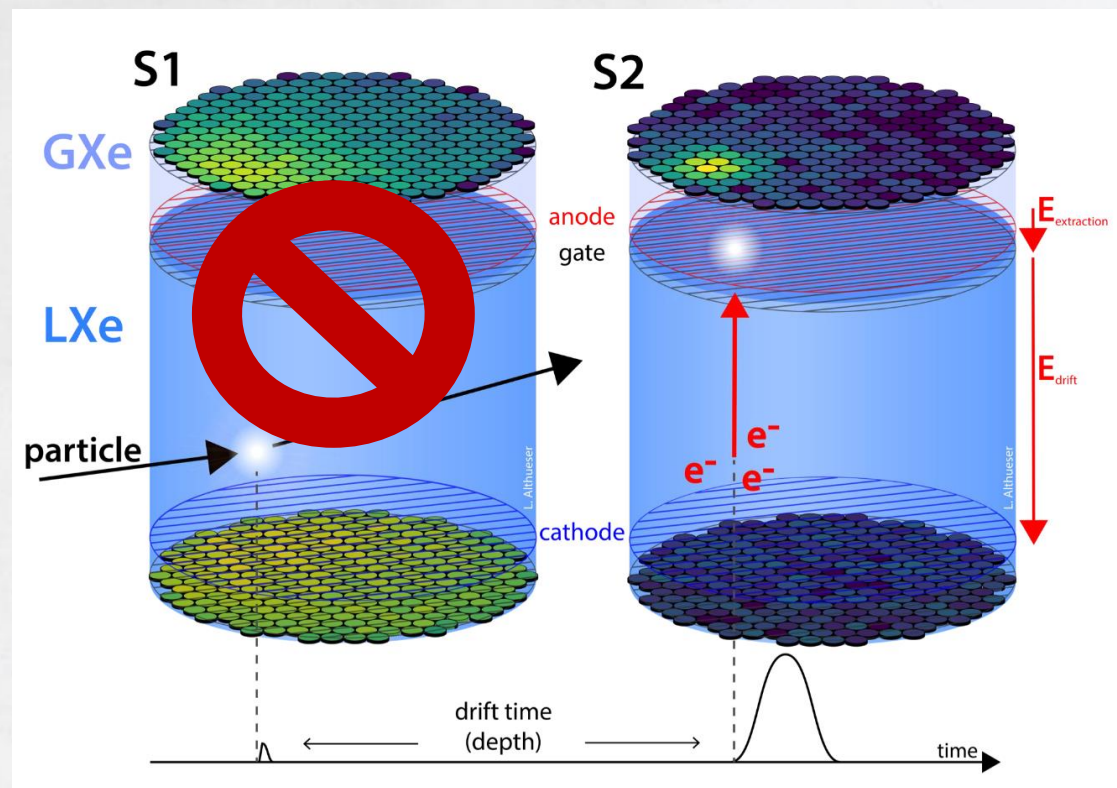 S1
S2
GXe
anode
gate
E extraction
LXe
E drift
particle
e-
e- e-
L. Althueser
L. Althueser
cathode
drift time
(depth)
time